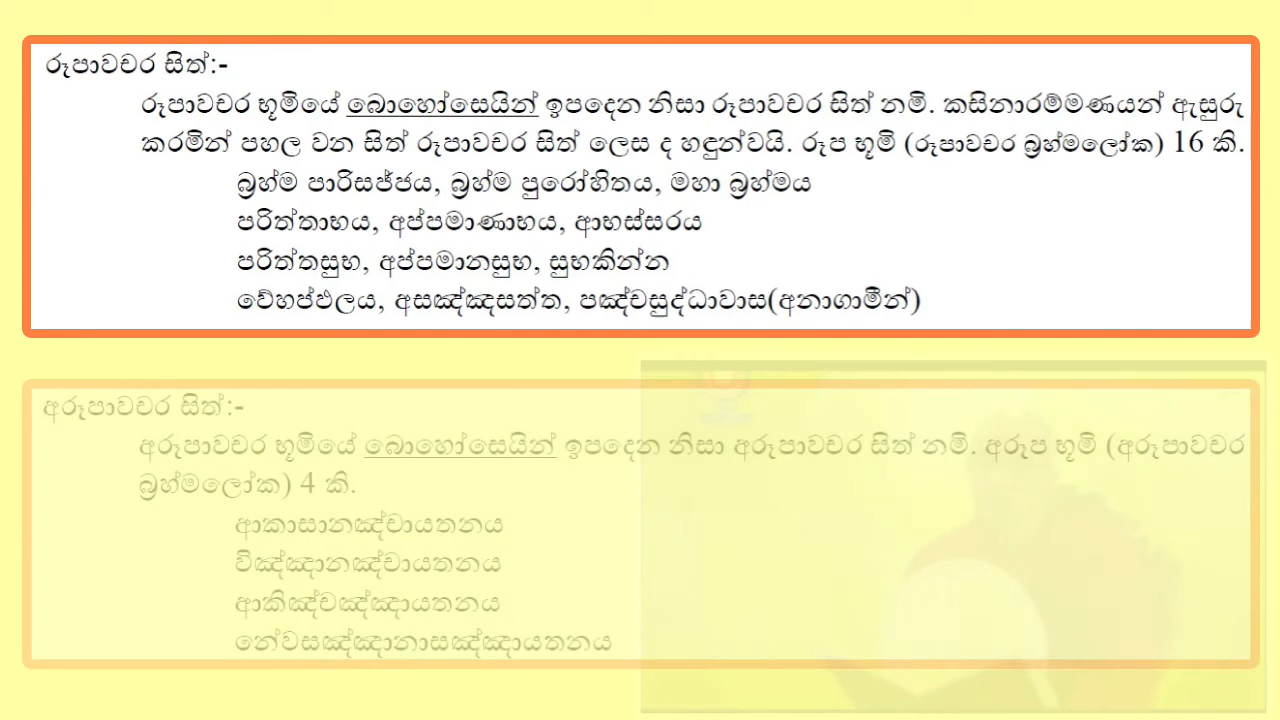 රූපාවචර සිත්:-
රූපාවචර භූමියේ බොහෝසෙයින් ඉපදෙන නිසා රූපාවචර සිත් නමි. කසිනාරම්මණයන් ඇසුරු
කරමින් පහල වන සිත් රූපාවචර සිත් ලෙස ද හඳුන්වයි. රූප භූමි (රූපාවචර බ්‍රහ්මලෝක) 16 කි.
බ්‍රහ්ම පාරිසජ්ජය, බ්‍රහ්ම පුරෝහිතය, මහා බ්‍රහ්මය
පරිත්තාභය, අප්පමාණාභය, ආභස්සරය
පරිත්තසුභ, අප්පමානසුභ, සුභකින්න
වේහප්ඵලය, අසඤ්ඤසත්ත, පඤ්චසුද්ධාවාස(අනාගාමීන්)
අරූපාවචර සිත්:-
අරූපාවචර භූමියේ බොහෝසෙයින් ඉපදෙන නිසා අරූපාවචර සිත් නමි. අරූප භූමි (අරූපාවචර
බ්‍රහ්මලෝක) 4 කි.
ආකාසානඤ්චායතනය
විඤ්ඤානඤ්චායතනය
ආකිඤ්චඤ්ඤායතනය
නේවසඤ්ඤානාසඤ්ඤායතනය